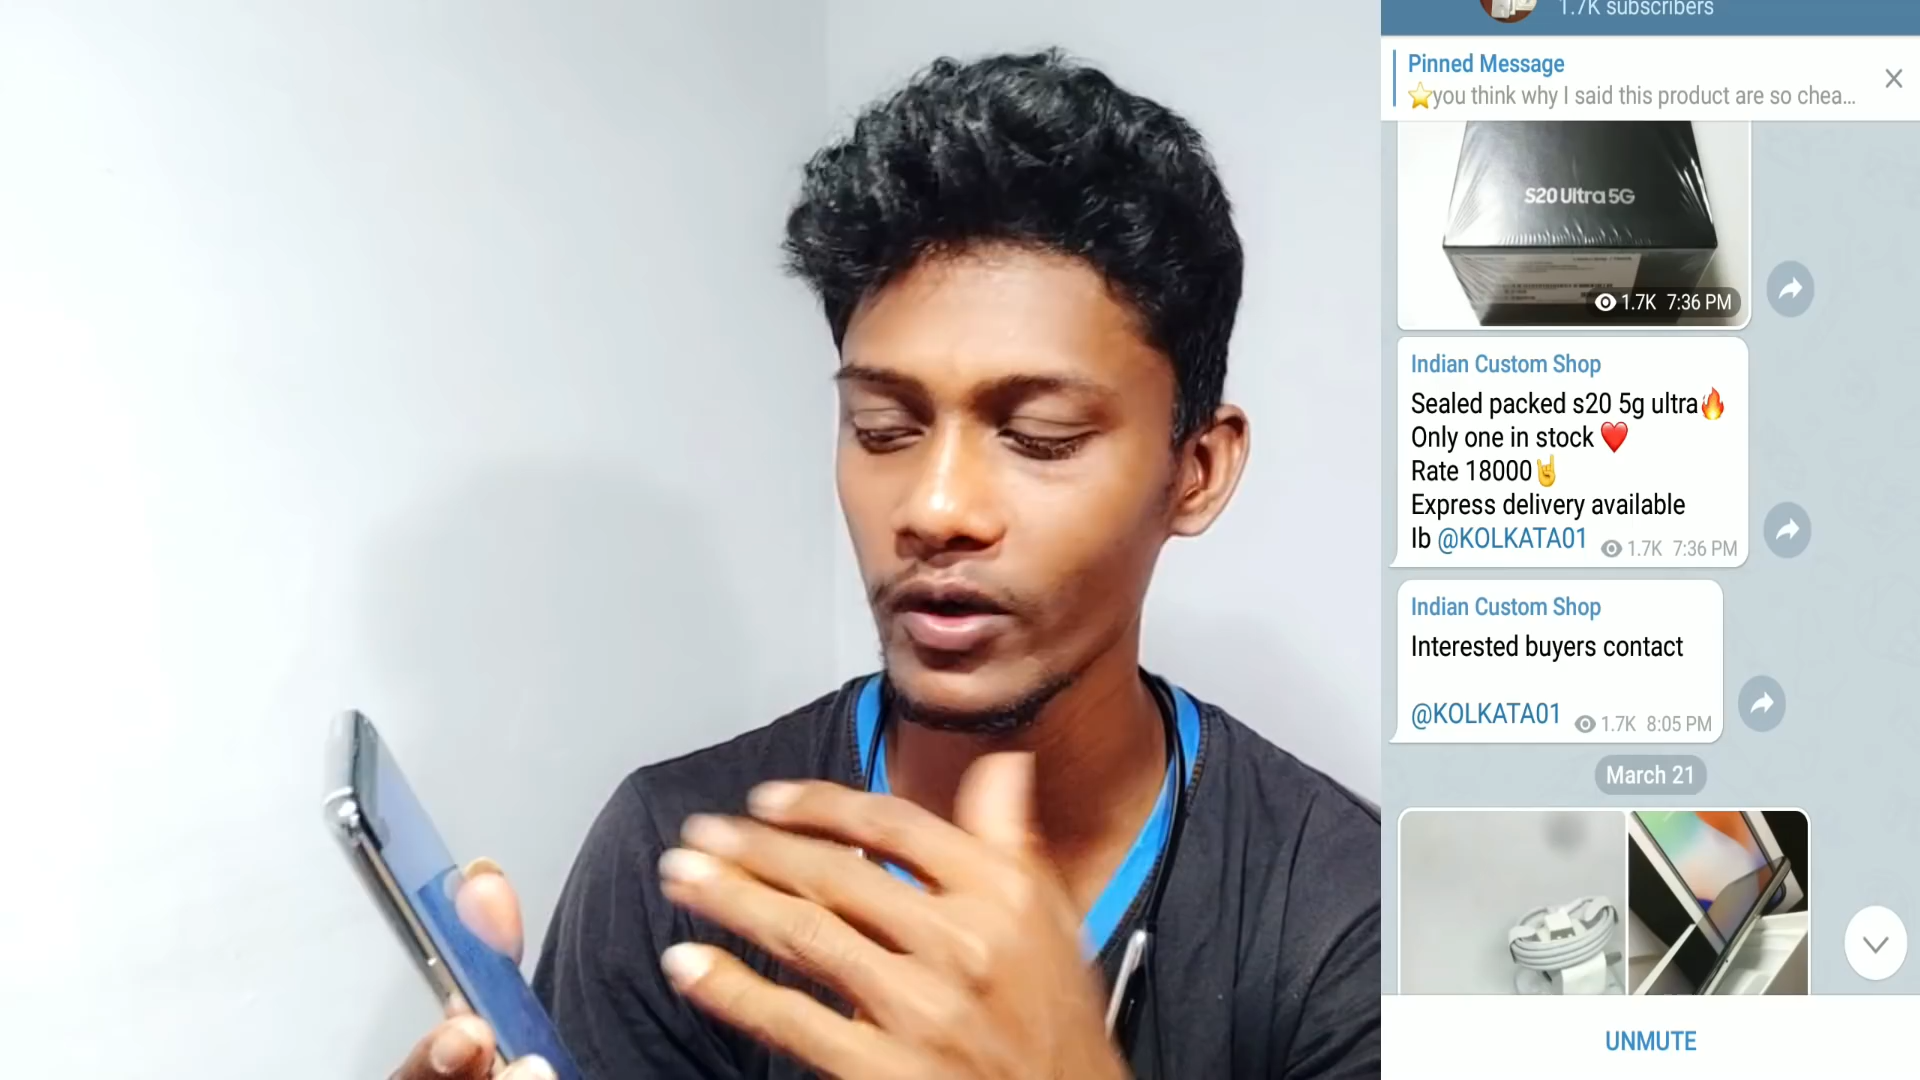 1.7K subscribers
Pinned Message
⭐you think why I said this product are so chea...
S20 Ultra 5G
1.7K 7:36 PM
Indian Custom Shop
Sealed packed s20 5g ultra🔥
Only one in stock ❤️
Rate 18000🤘
Express delivery available
Ib @KOLKATA01 1.7K 7:36 PM
Indian Custom Shop
Interested buyers contact
@KOLKATA01 1.7K 8:05 PM
March 21
UNMUTE